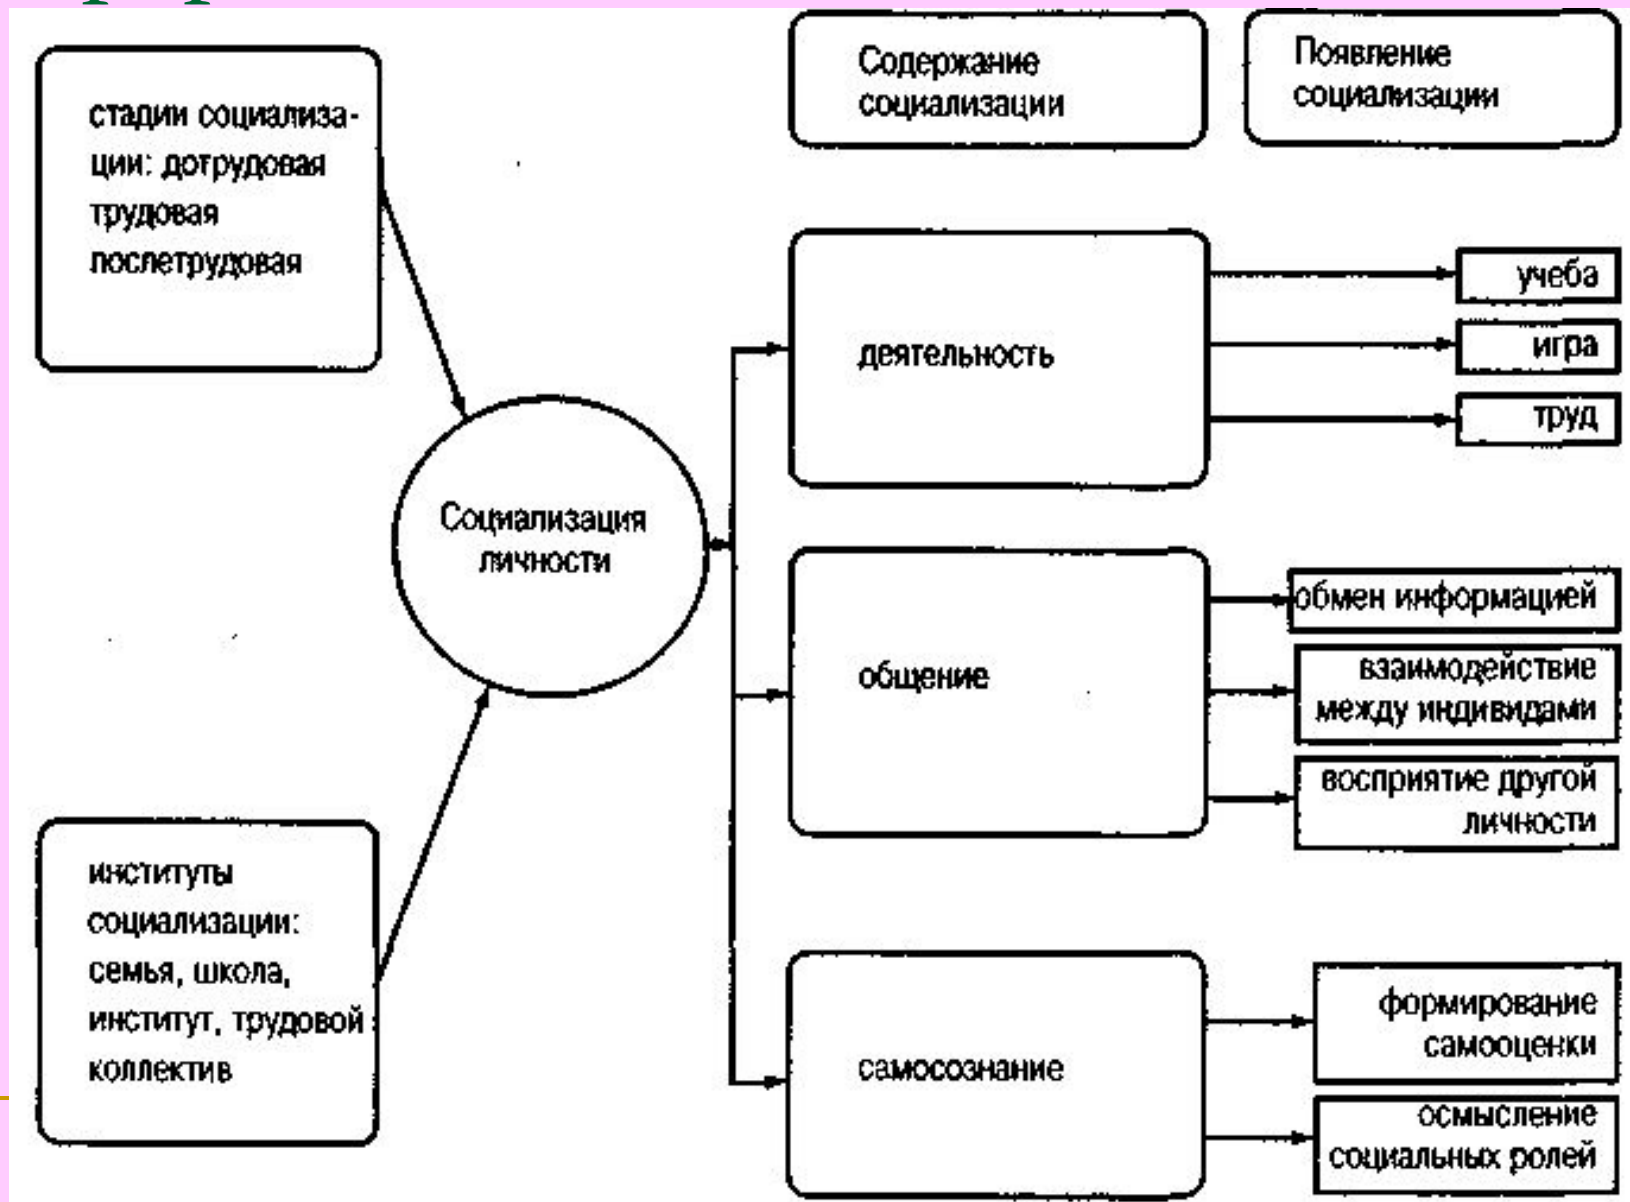 стадии социализа-
ции: дотрудовая
трудовая
послетрудовая
Содержание
социализации
Появление
социализации
деятельность
учеба
игра
труд
Социализация
личности
общение
обмен информацией
взаимодействие
между индивидами
восприятие другой
личности
институты
социализации:
семья, школа,
институт, трудовой
коллектив
самосознание
формирование
самооценки
осмысление
социальных ролей